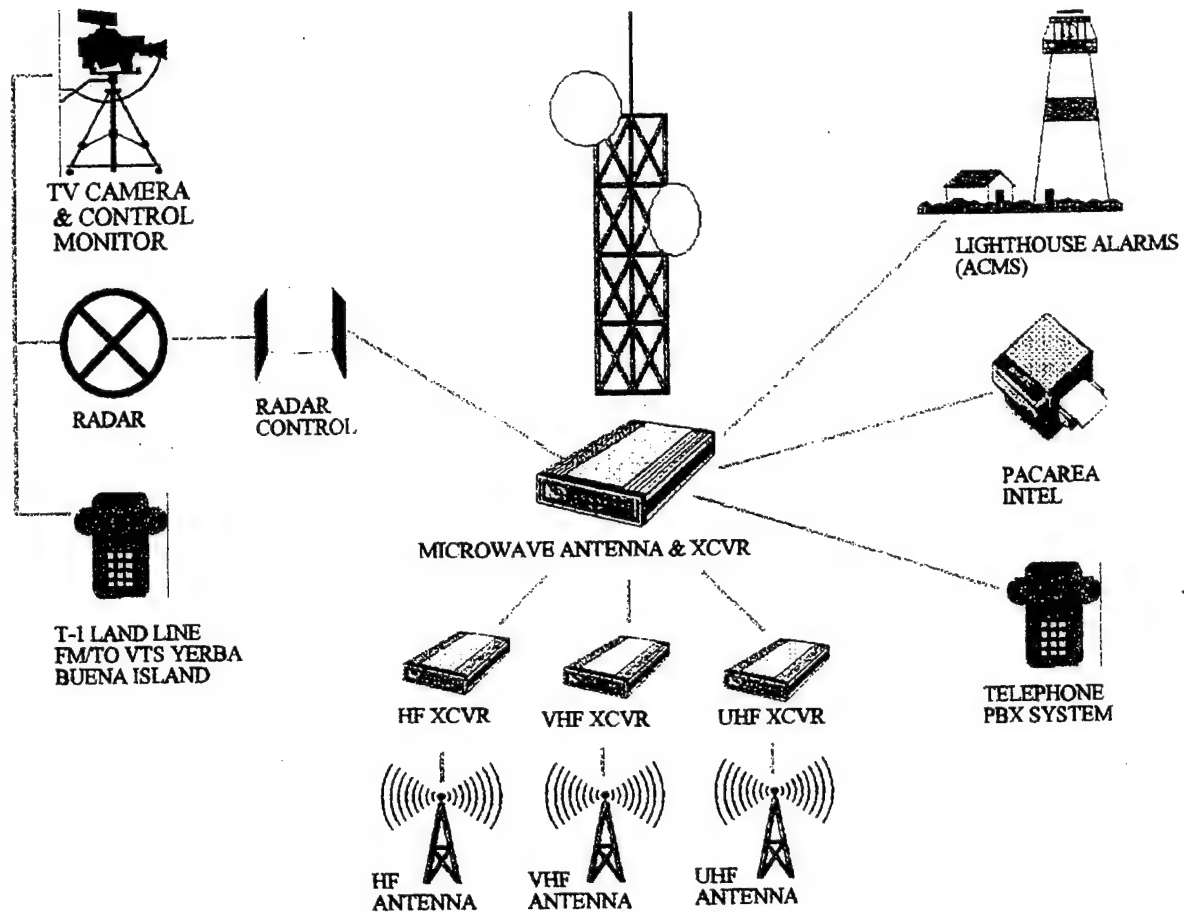 TV CAMERA
& CONTROL
MONITOR
LIGHTHOUSE ALARMS
(ACMS)
RADAR
RADAR
CONTROL
PACAREA
INTEL
MICROWAVE ANTENNA & XCVR
T-1 LAND LINE
FM/TO VTS YERBA
BUENA ISLAND
HF XCVR
VHF XCVR
UHF XCVR
TELEPHONE
PBX SYSTEM
HF
ANTENNA
VHF
ANTENNA
UHF
ANTENNA